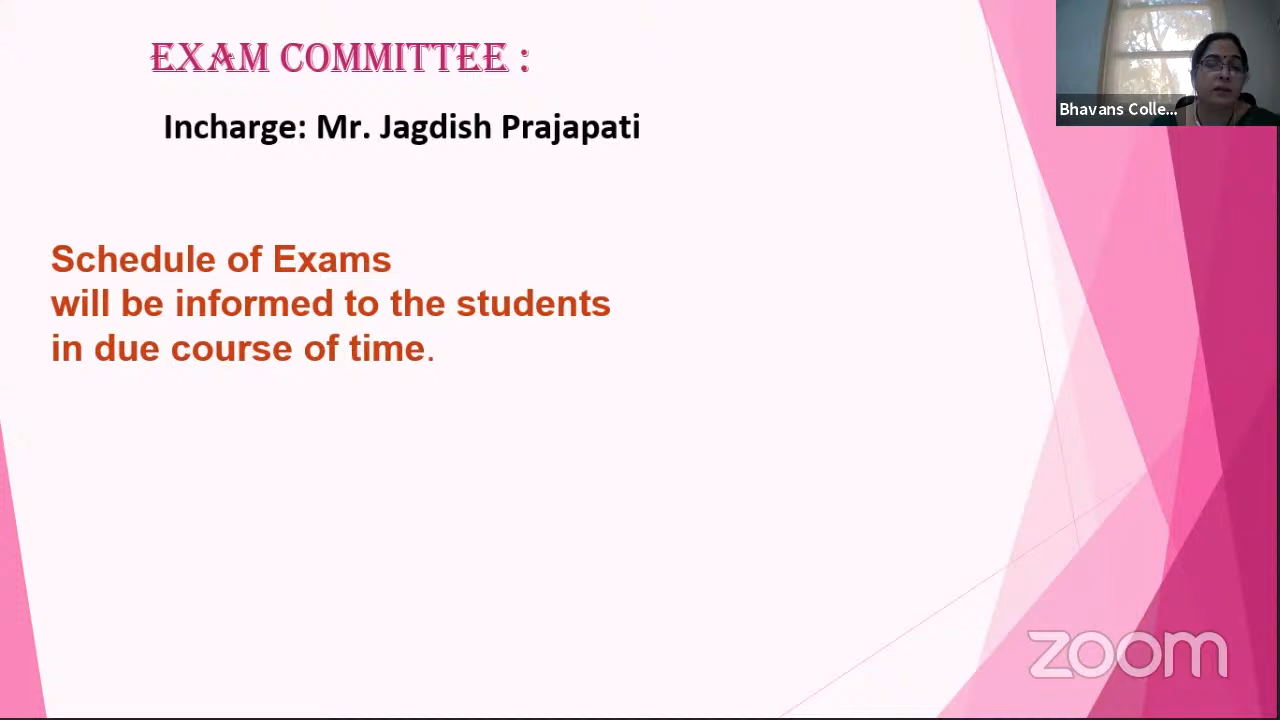 EXAM COMMITTEE :
Incharge: Mr. Jagdish Prajapati
Schedule of Exams
will be informed to the students
in due course of time.
Bhavans Colle...
zoom